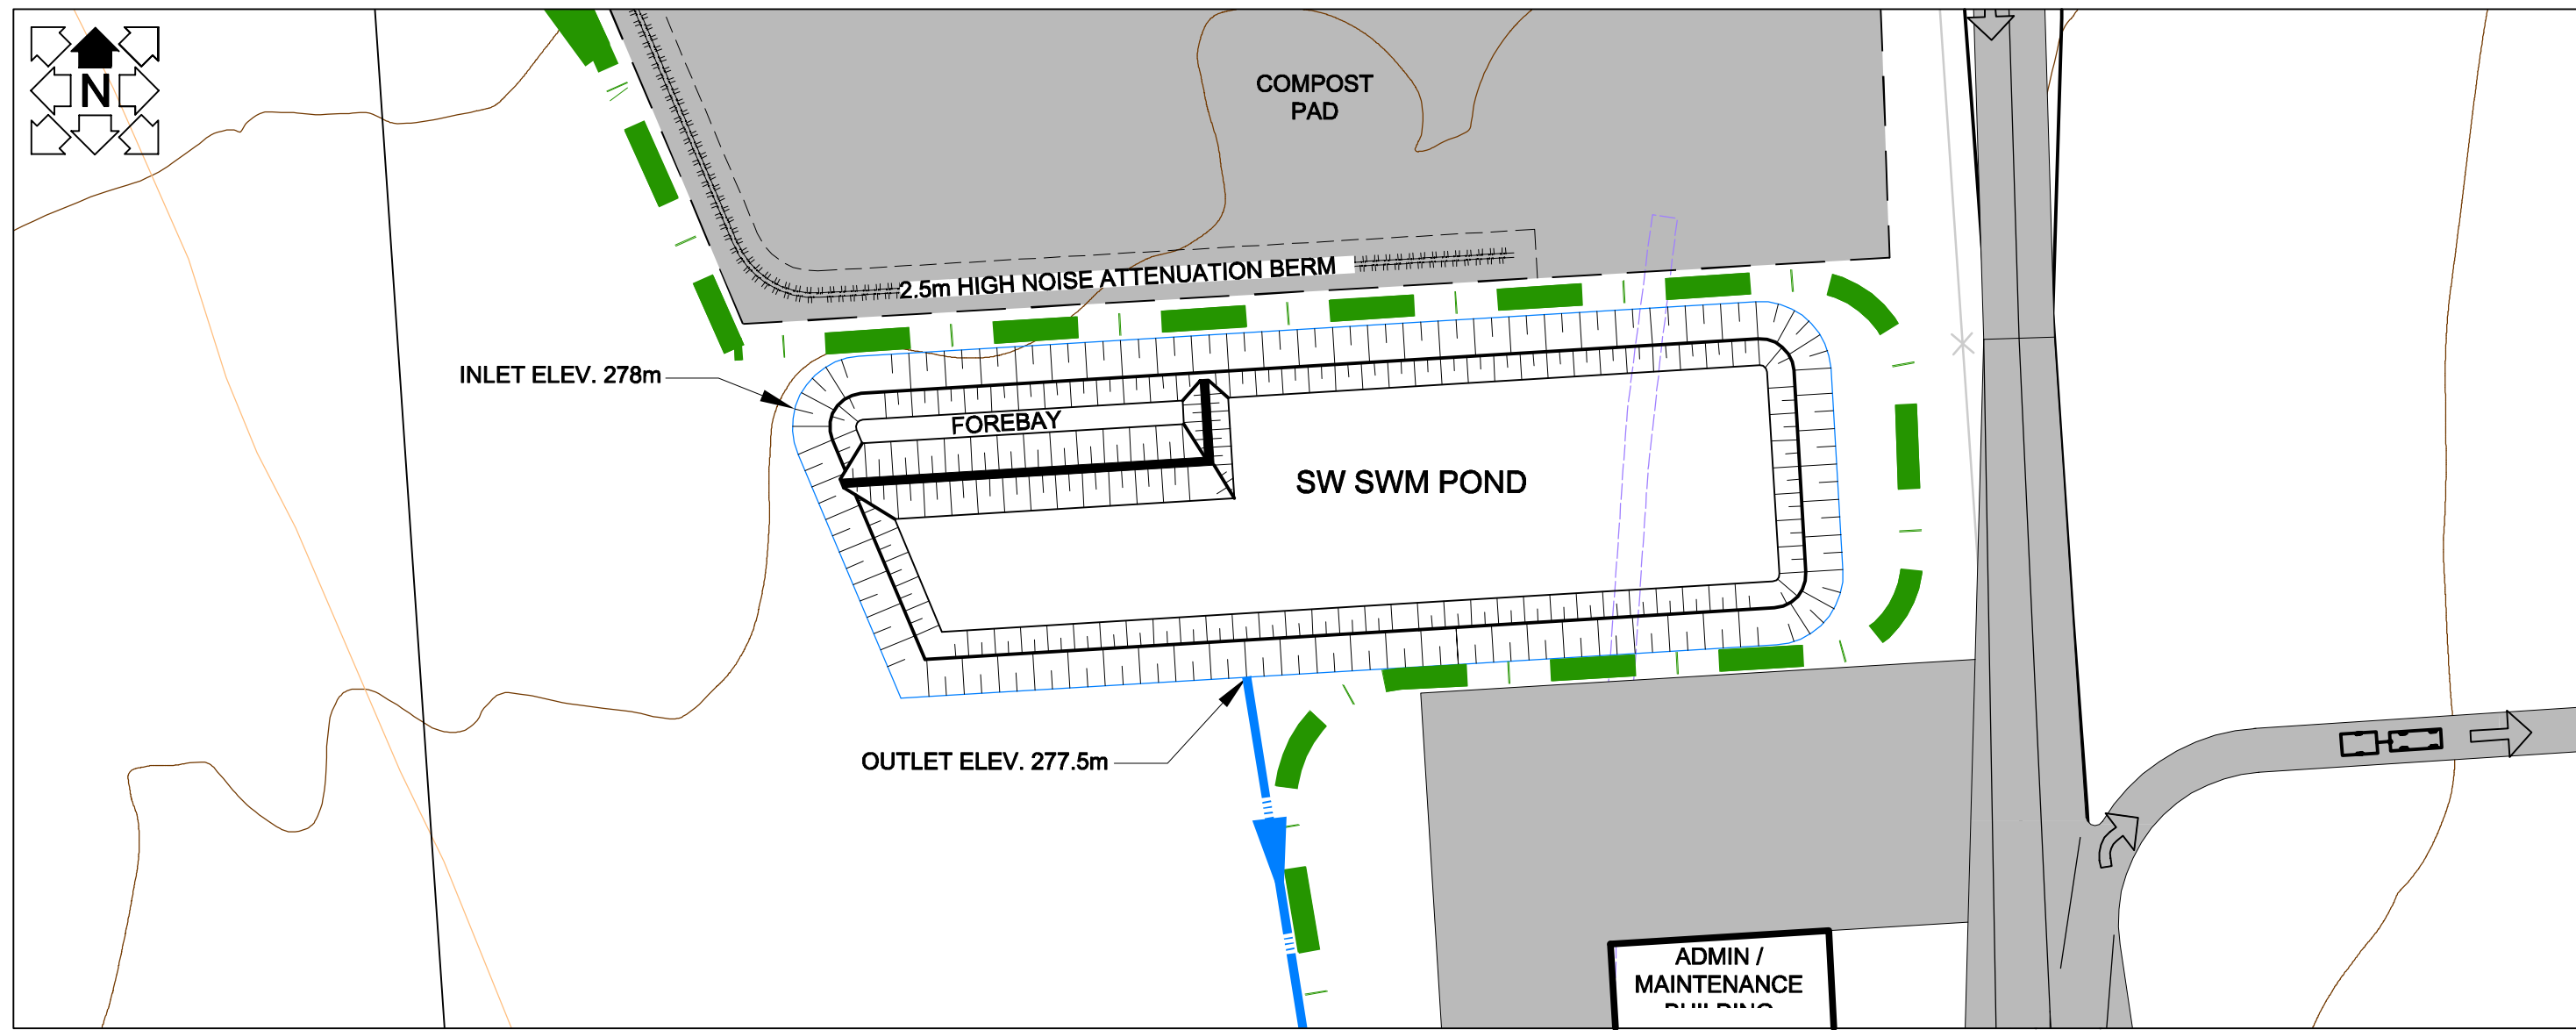 N
COMPOST
PAD
2.5m HIGH NOISE ATTENUATION BERM
INLET ELEV. 278m
FOREBAY
SW SWM POND
OUTLET ELEV. 277.5m
ADMIN /
MAINTENANCE
BUILDING